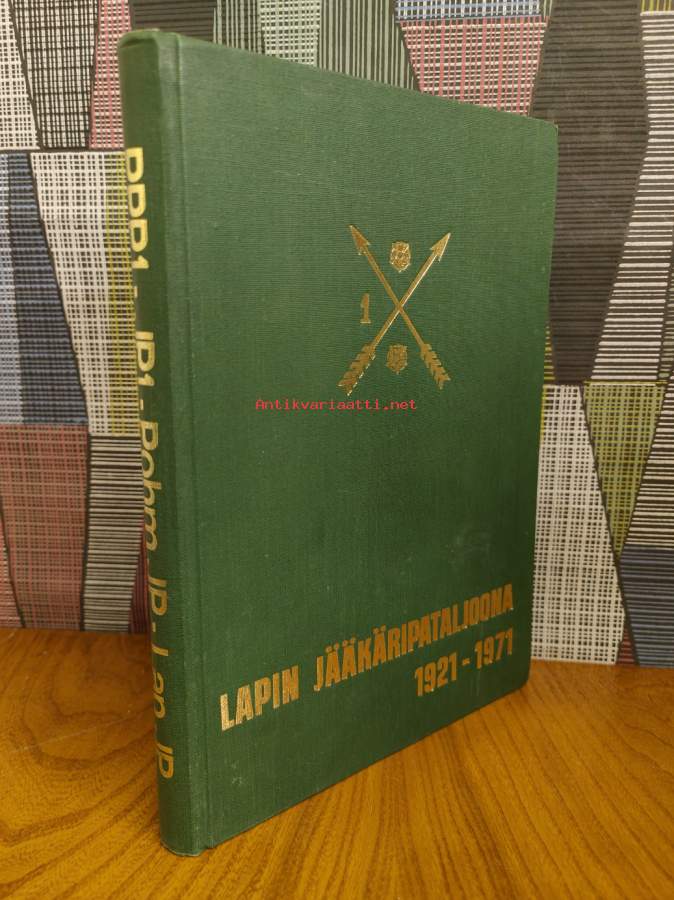 1
Antikvariaatti.net
LAPIN JÄÄKÄRIPATALJOONA
1921-1971
PPP1 - JP1 - Pohm JP - Lap JP